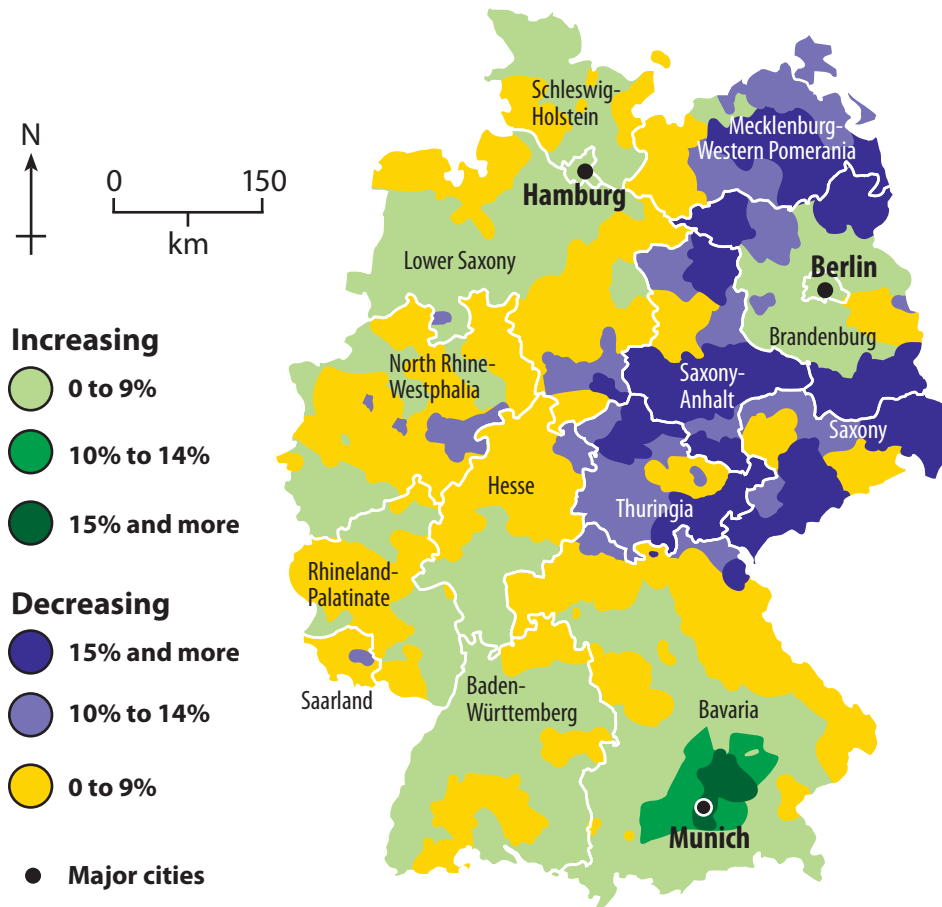 N
0 150
km
Increasing
0 to 9%
10% to 14%
15% and more
Decreasing
15% and more
10% to 14%
0 to 9%
Major cities
Schleswig-
Holstein
Mecklenburg-
Western Pomerania
Hamburg
Lower Saxony
Berlin
Brandenburg
North Rhine-
Westphalia
Saxony-
Anhalt
Saxony
Hesse
Thuringia
Rhineland-
Palatinate
Saarland
Baden-
Württemberg
Bavaria
Munich